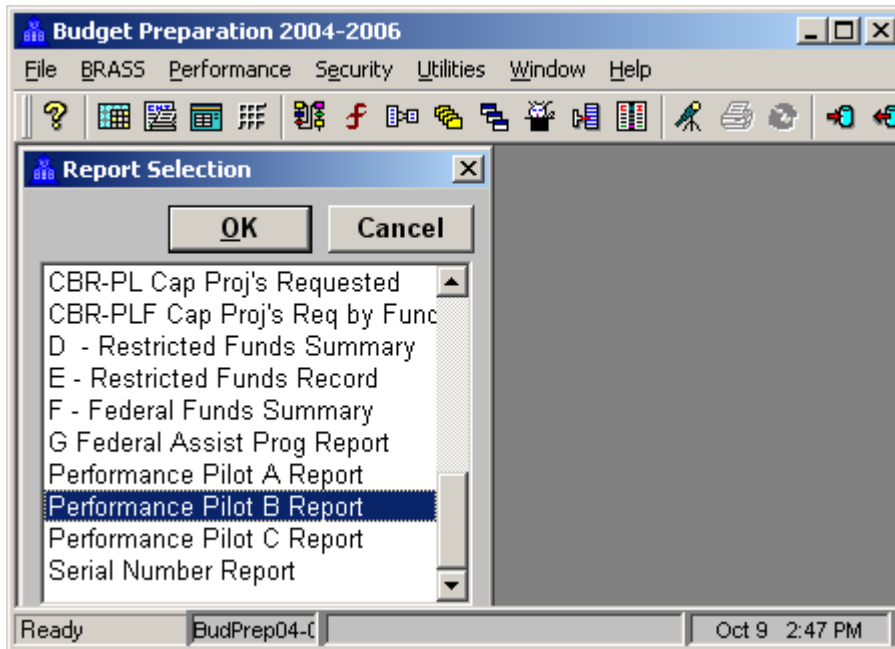 Budget Preparation 2004-2006
File BRASS Performance Security Utilities Window Help
Report Selection
OK Cancel
CBR-PL Cap Proj's Requested
CBR-PLF Cap Proj's Req by Func
D - Restricted Funds Summary
E - Restricted Funds Record
F - Federal Funds Summary
G Federal Assist Prog Report
Performance Pilot A Report
Performance Pilot B Report
Performance Pilot C Report
Serial Number Report
Ready BudPrep04-0 Oct 9 2:47 PM